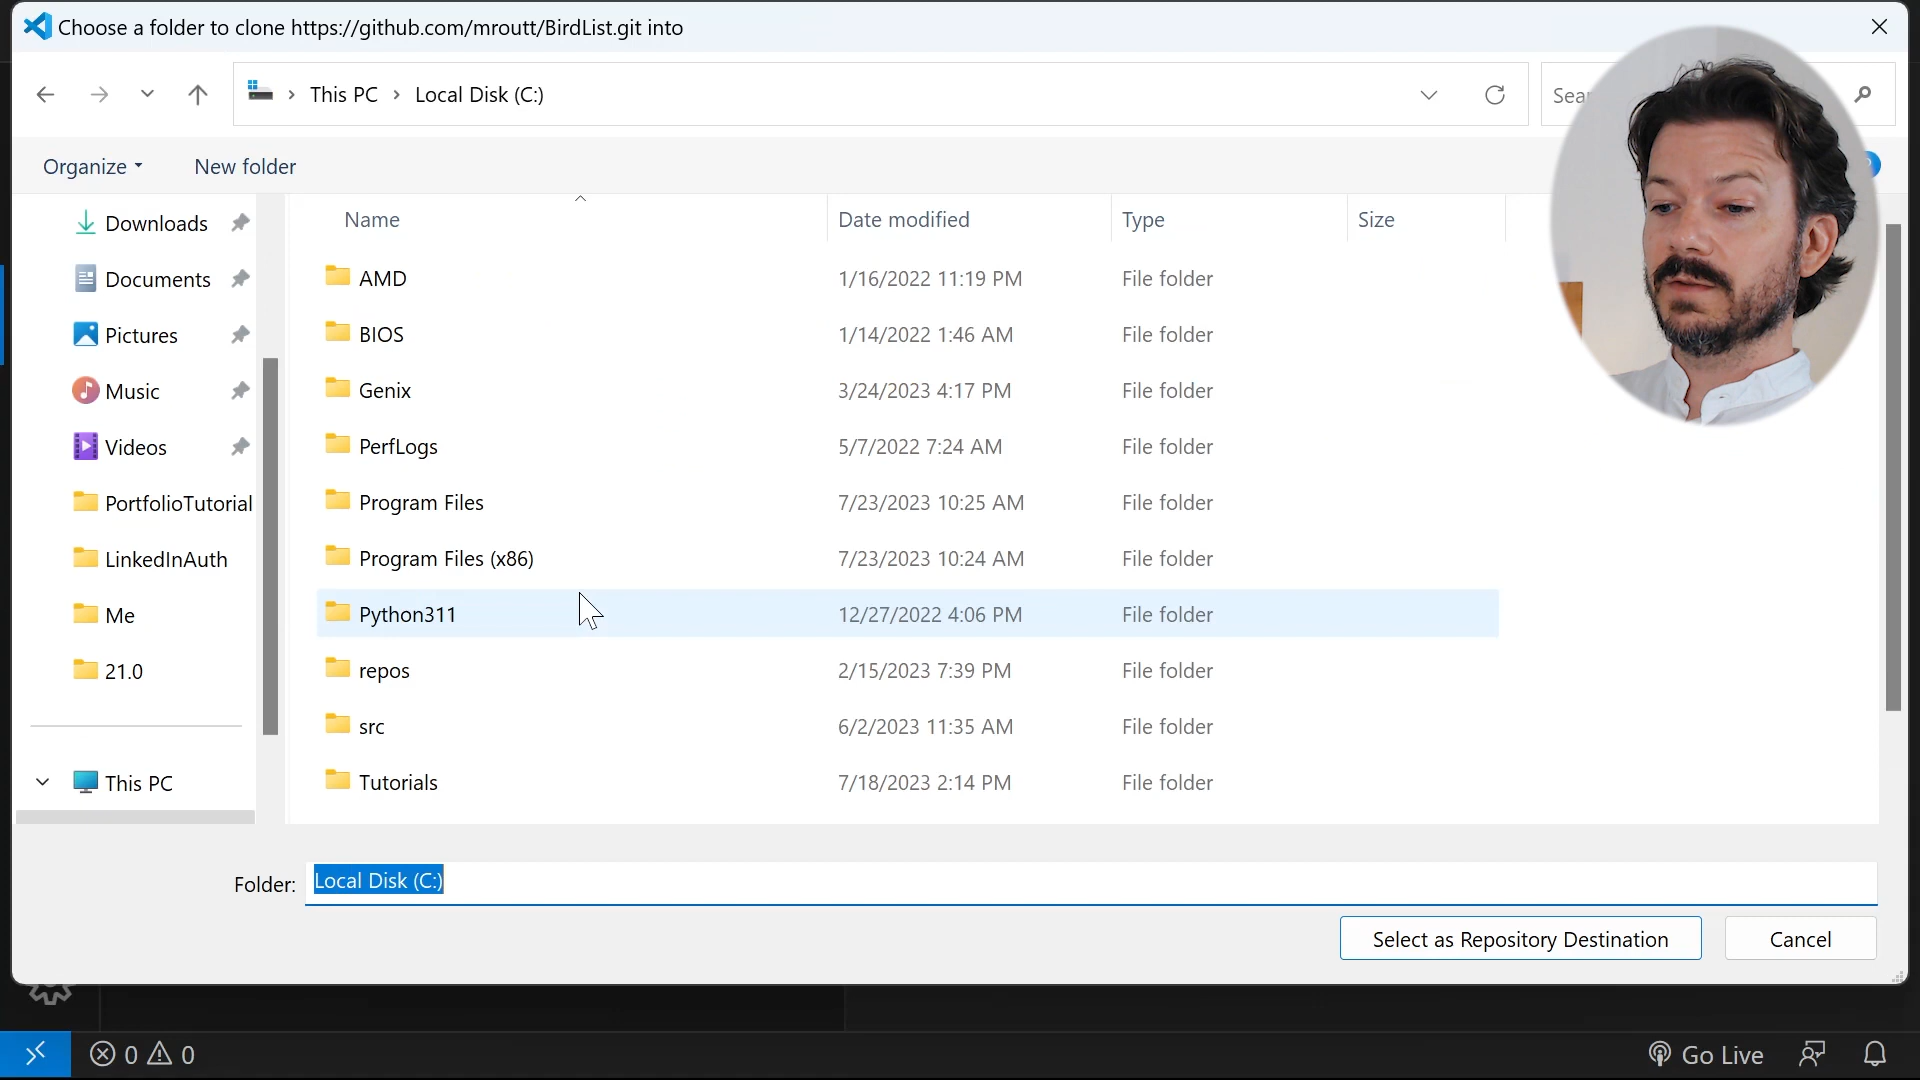 Choose a folder to clone https://github.com/mroutt/BirdList.git into
This PC Local Disk (C:)
Organize New folder
Name Date modified Type Size
Downloads
Documents
Pictures
Music
Videos
PortfolioTutorial
LinkedInAuth
Me
21.0
This PC
AMD 1/16/2022 11:19 PM File folder
BIOS 1/14/2022 1:46 AM File folder
Genix 3/24/2023 4:17 PM File folder
PerfLogs 5/7/2022 7:24 AM File folder
Program Files 7/23/2023 10:25 AM File folder
Program Files (x86) 7/23/2023 10:24 AM File folder
Python311 12/27/2022 4:06 PM File folder
repos 2/15/2023 7:39 PM File folder
src 6/2/2023 11:35 AM File folder
Tutorials 7/18/2023 2:14 PM File folder
Folder: Local Disk (C:)
Select as Repository Destination Cancel
0 0 Go Live